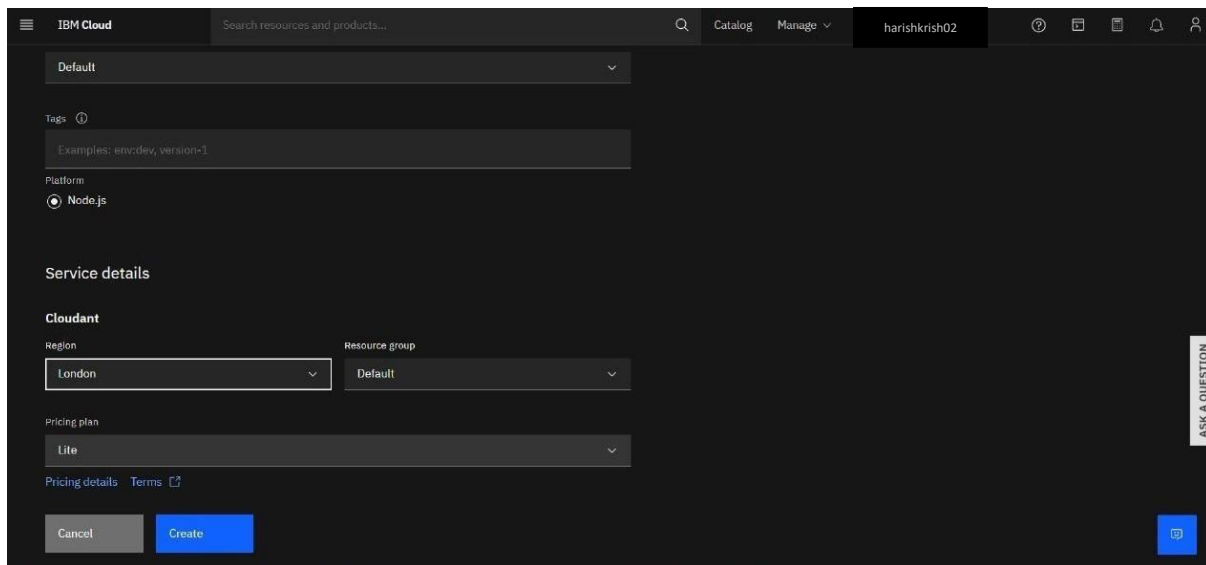 IBM Cloud Search resources and products... Catalog Manage harishkrish02
Default
Tags
Examples: env:dev, version-1
Platform
Node.js
Service details
Cloudant
Region Resource group
London Default
Pricing plan
Lite
Pricing details Terms
Cancel Create
ASK A QUESTION